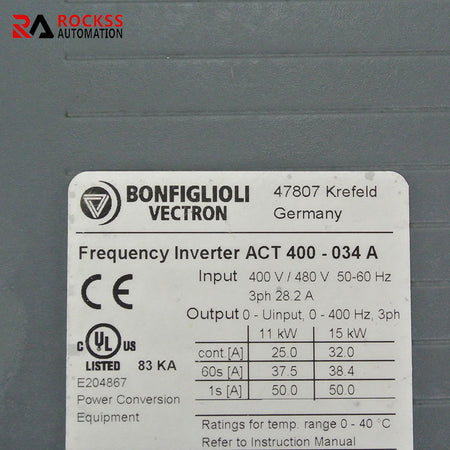 RA ROCKSS
AUTOMATION
BONFIGLIOLI
VECTRON
47807 Krefeld
Germany
Frequency Inverter ACT 400 - 034 A
Input 400 V / 480 V 50-60 Hz
3ph 28.2 A
Output 0 - Uinput, 0 - 400 Hz, 3ph
11 kW 15 kW
cont.[A] 25.0 32.0
60s [A] 37.5 38.4
1s [A] 50.0 50.0
CE
C UL US
LISTED 83 KA
E204867
Power Conversion
Equipment
Ratings for temp. range 0 - 40 °C
Refer to Instruction Manual